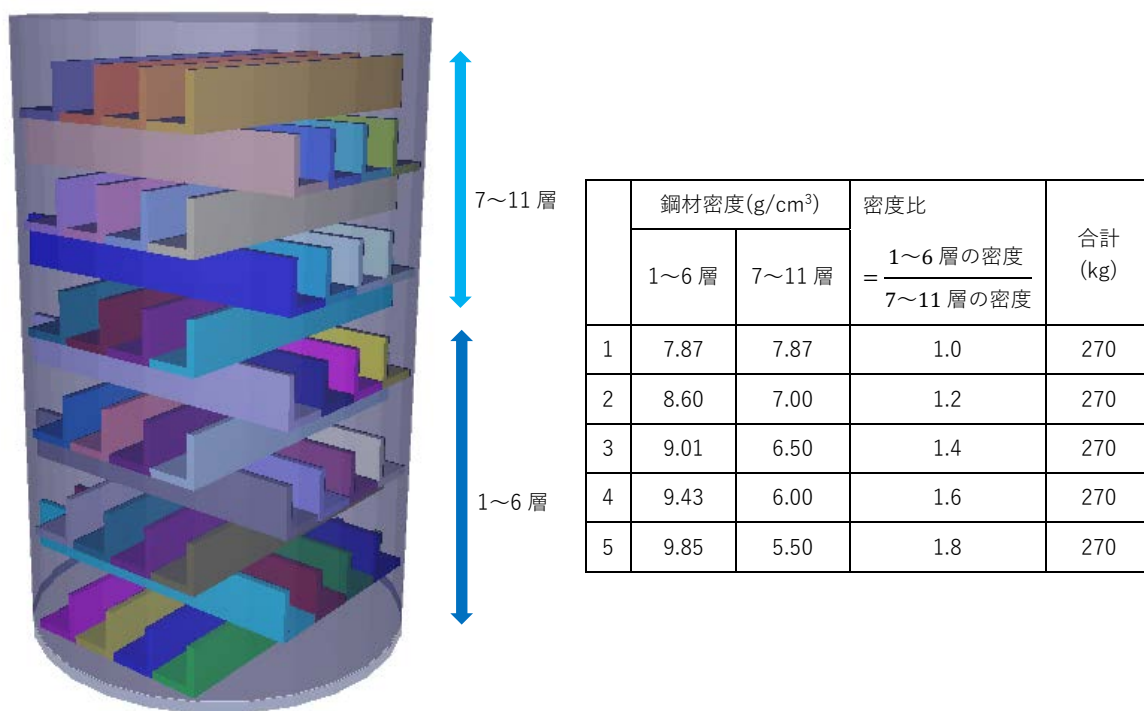 7～11 層
1～6 層
鋼材密度(g/cm³) 密度比 = 1～6 層の密度 / 7～11 層の密度 合計 (kg)
1～6 層 7～11 層
1 7.87 7.87 1.0 270
2 8.60 7.00 1.2 270
3 9.01 6.50 1.4 270
4 9.43 6.00 1.6 270
5 9.85 5.50 1.8 270